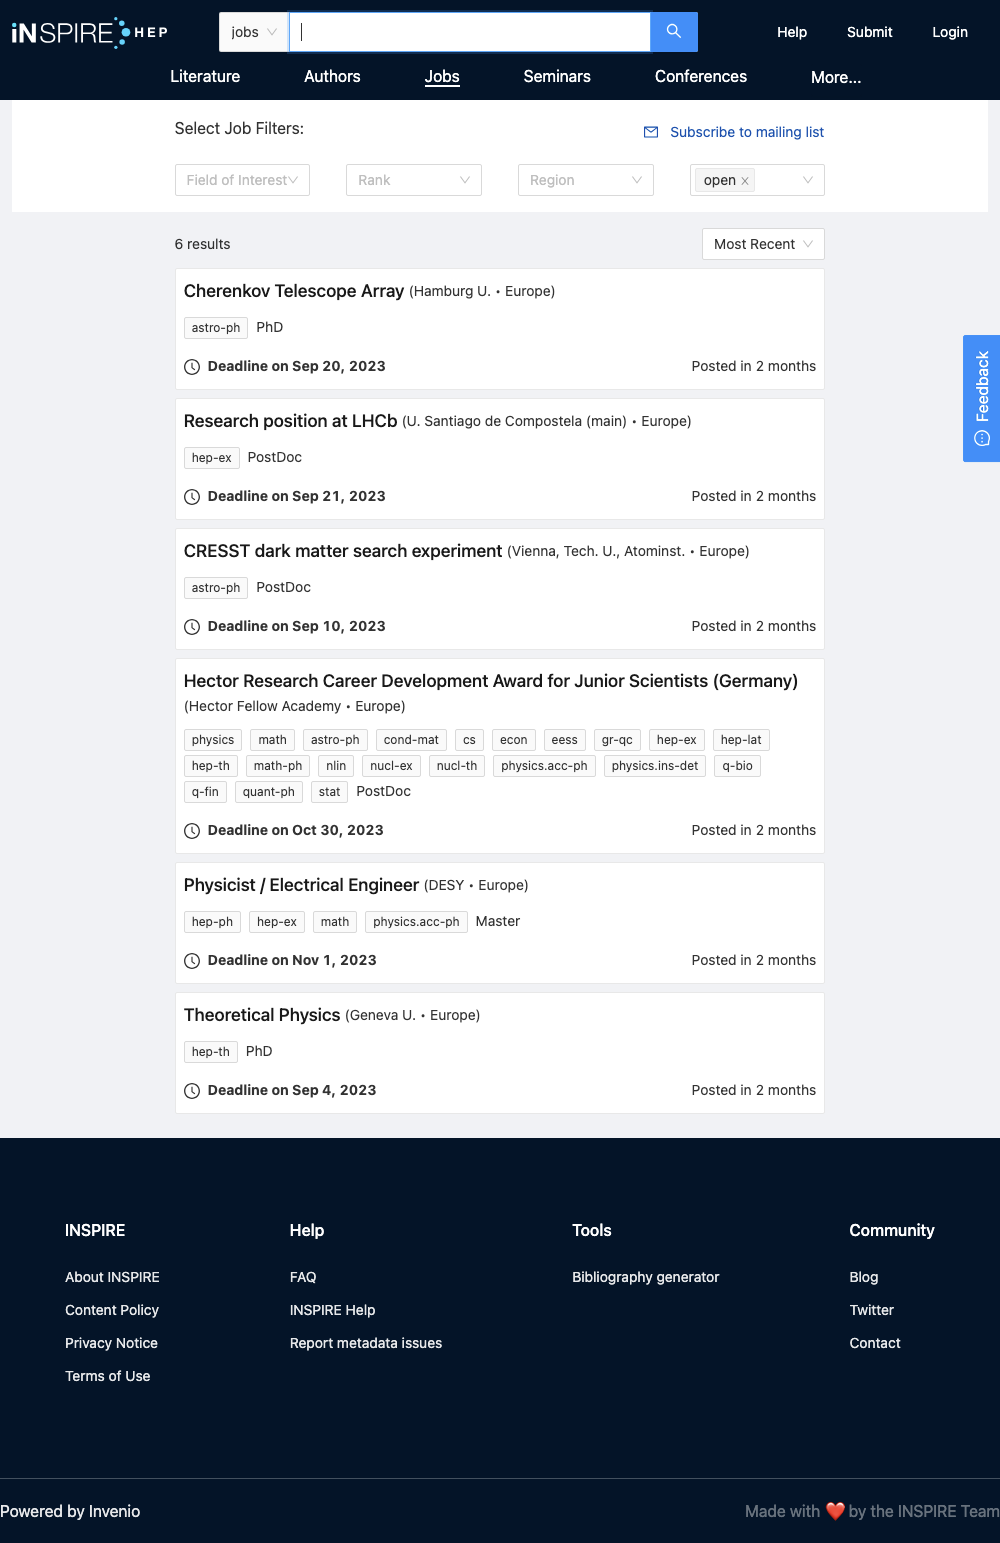 iNSPIRE HEP
jobs
Help Submit Login
Literature Authors Jobs Seminars Conferences More...
Select Job Filters:
Subscribe to mailing list
Field of Interest Rank Region open
6 results
Most Recent
Cherenkov Telescope Array (Hamburg U. • Europe)
astro-ph PhD
Deadline on Sep 20, 2023 Posted in 2 months
Feedback
Research position at LHCb (U. Santiago de Compostela (main) • Europe)
hep-ex PostDoc
Deadline on Sep 21, 2023 Posted in 2 months
CRESST dark matter search experiment (Vienna, Tech. U., Atominst. • Europe)
astro-ph PostDoc
Deadline on Sep 10, 2023 Posted in 2 months
Hector Research Career Development Award for Junior Scientists (Germany)
(Hector Fellow Academy • Europe)
physics math astro-ph cond-mat cs econ eess gr-qc hep-ex hep-lat
hep-th math-ph nlin nucl-ex nucl-th physics.acc-ph physics.ins-det q-bio
q-fin quant-ph stat PostDoc
Deadline on Oct 30, 2023 Posted in 2 months
Physicist / Electrical Engineer (DESY • Europe)
hep-ph hep-ex math physics.acc-ph Master
Deadline on Nov 1, 2023 Posted in 2 months
Theoretical Physics (Geneva U. • Europe)
hep-th PhD
Deadline on Sep 4, 2023 Posted in 2 months
INSPIRE
About INSPIRE
Content Policy
Privacy Notice
Terms of Use
Help
FAQ
INSPIRE Help
Report metadata issues
Tools
Bibliography generator
Community
Blog
Twitter
Contact
Powered by Invenio
Made with ❤️ by the INSPIRE Team